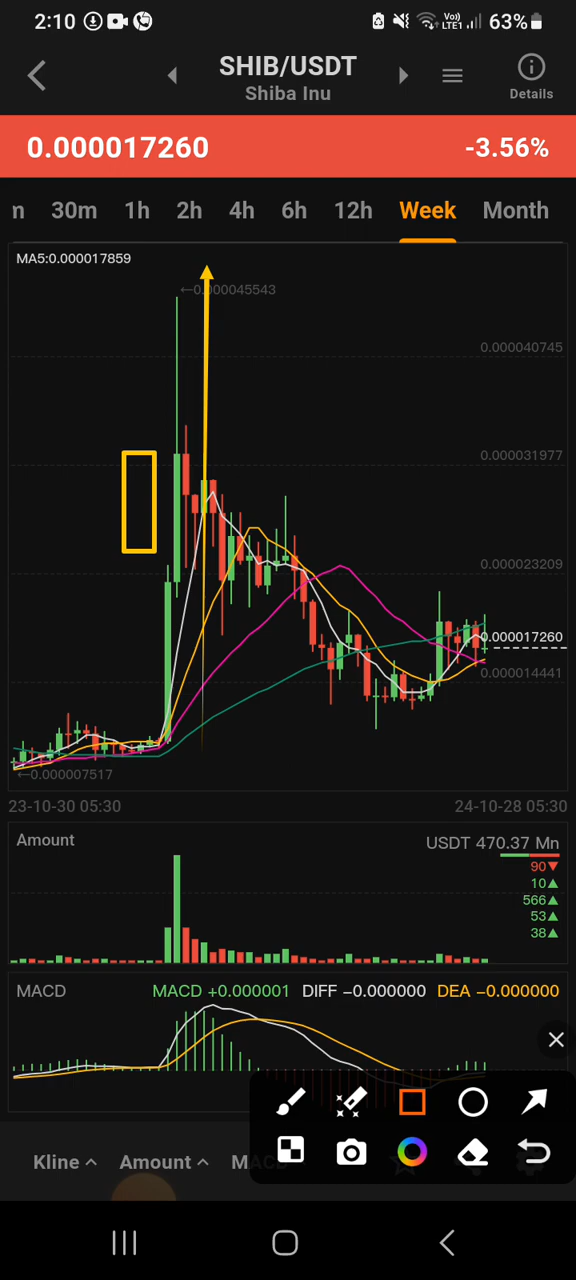 2:10
Vo))
LTE1
63%
SHIB/USDT
Shiba Inu
Details
0.000017260
-3.56%
m 30m 1h 2h 4h 6h 12h Week Month
MA5:0.000017859
←0.000045543
0.000040745
0.000031977
0.000023209
0.000017260
0.000014441
←0.000007517
23-10-30 05:30
24-10-28 05:30
Amount
USDT 470.37 Mn
90▼
10▲
566▲
53▲
38▲
MACD
MACD +0.000001 DIFF −0.000000 DEA −0.000000
Kline Amount